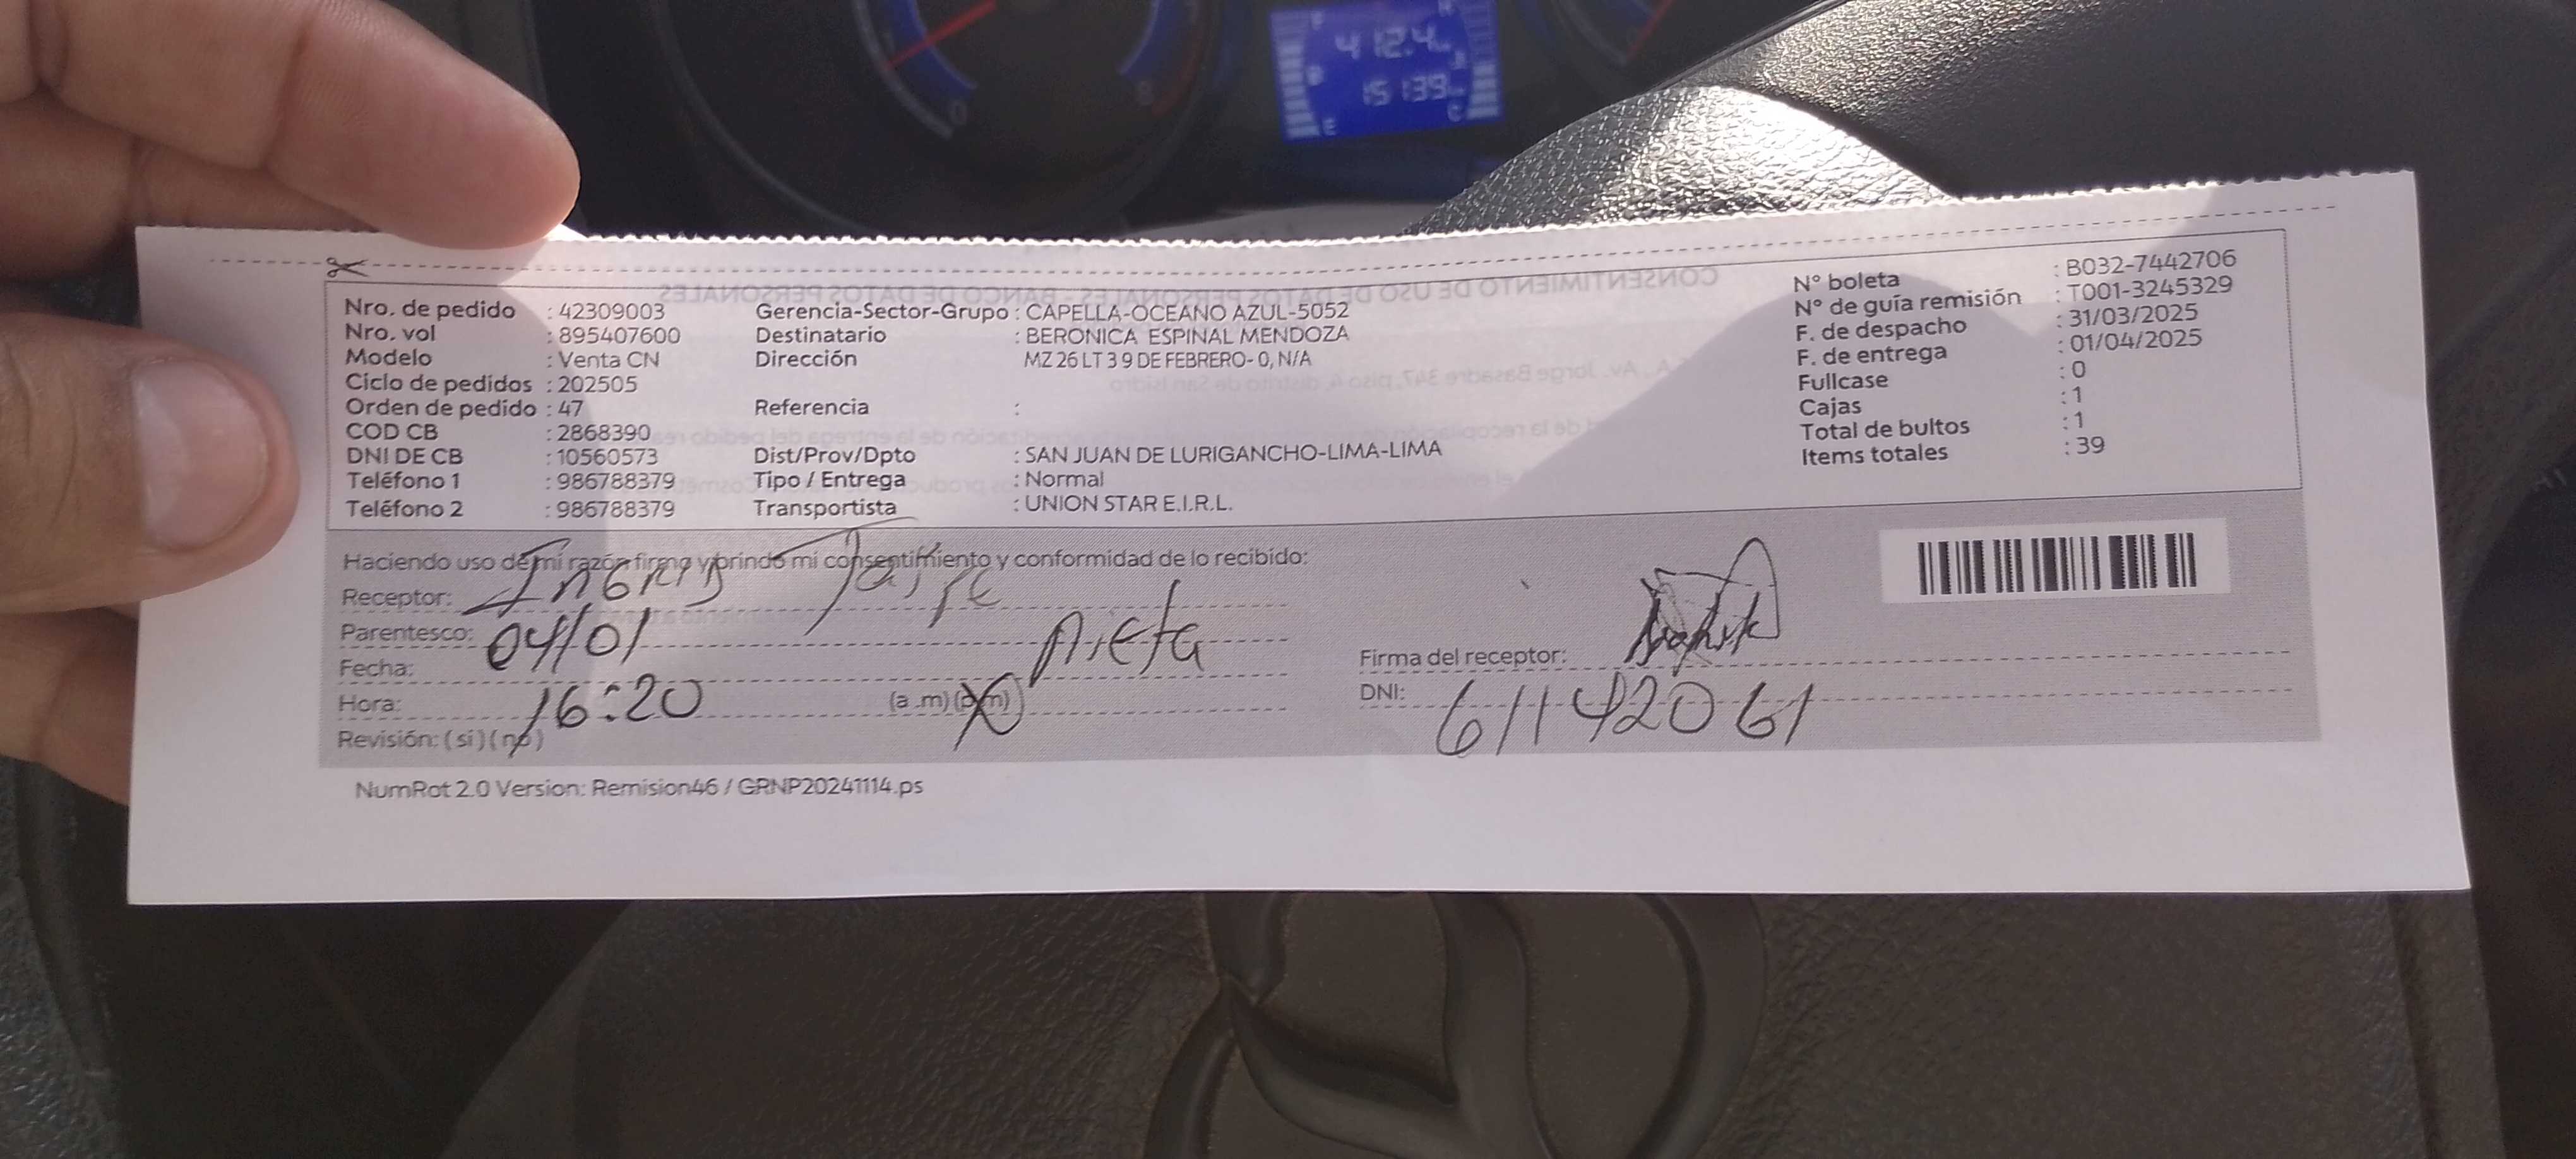 412.4
15139
Nro. de pedido : 42309003
Nro. vol : 895407600
Modelo : Venta CN
Ciclo de pedidos : 202505
Orden de pedido : 47
COD CB : 2868390
DNI DE CB : 10560573
Teléfono 1 : 986788379
Teléfono 2 : 986788379
Gerencia-Sector-Grupo : CAPELLA-OCEANO AZUL-5052
Destinatario : BERONICA ESPINAL MENDOZA
Dirección MZ 26 LT 3 9 DE FEBRERO- 0, N/A
Referencia :
Dist/Prov/Dpto : SAN JUAN DE LURIGANCHO-LIMA-LIMA
Tipo / Entrega : Normal
Transportista : UNION STAR E.I.R.L.
N° boleta : B032-7442706
N° de guía remisión : T001-3245329
F. de despacho : 31/03/2025
F. de entrega : 01/04/2025
Fullcase : 0
Cajas : 1
Total de bultos : 1
Items totales : 39
Haciendo uso de mi razón firmo y brindo mi consentimiento y conformidad de lo recibido:
Receptor: INGRID Taipe
Parentesco: Nieta
Fecha: 04/01
Hora: 16:20 (a .m) (p.m)
Revisión: ( si ) ( no )
Firma del receptor:
DNI: 61142061
NumRot 2.0 Version: Remision46 / GRNP20241114.ps